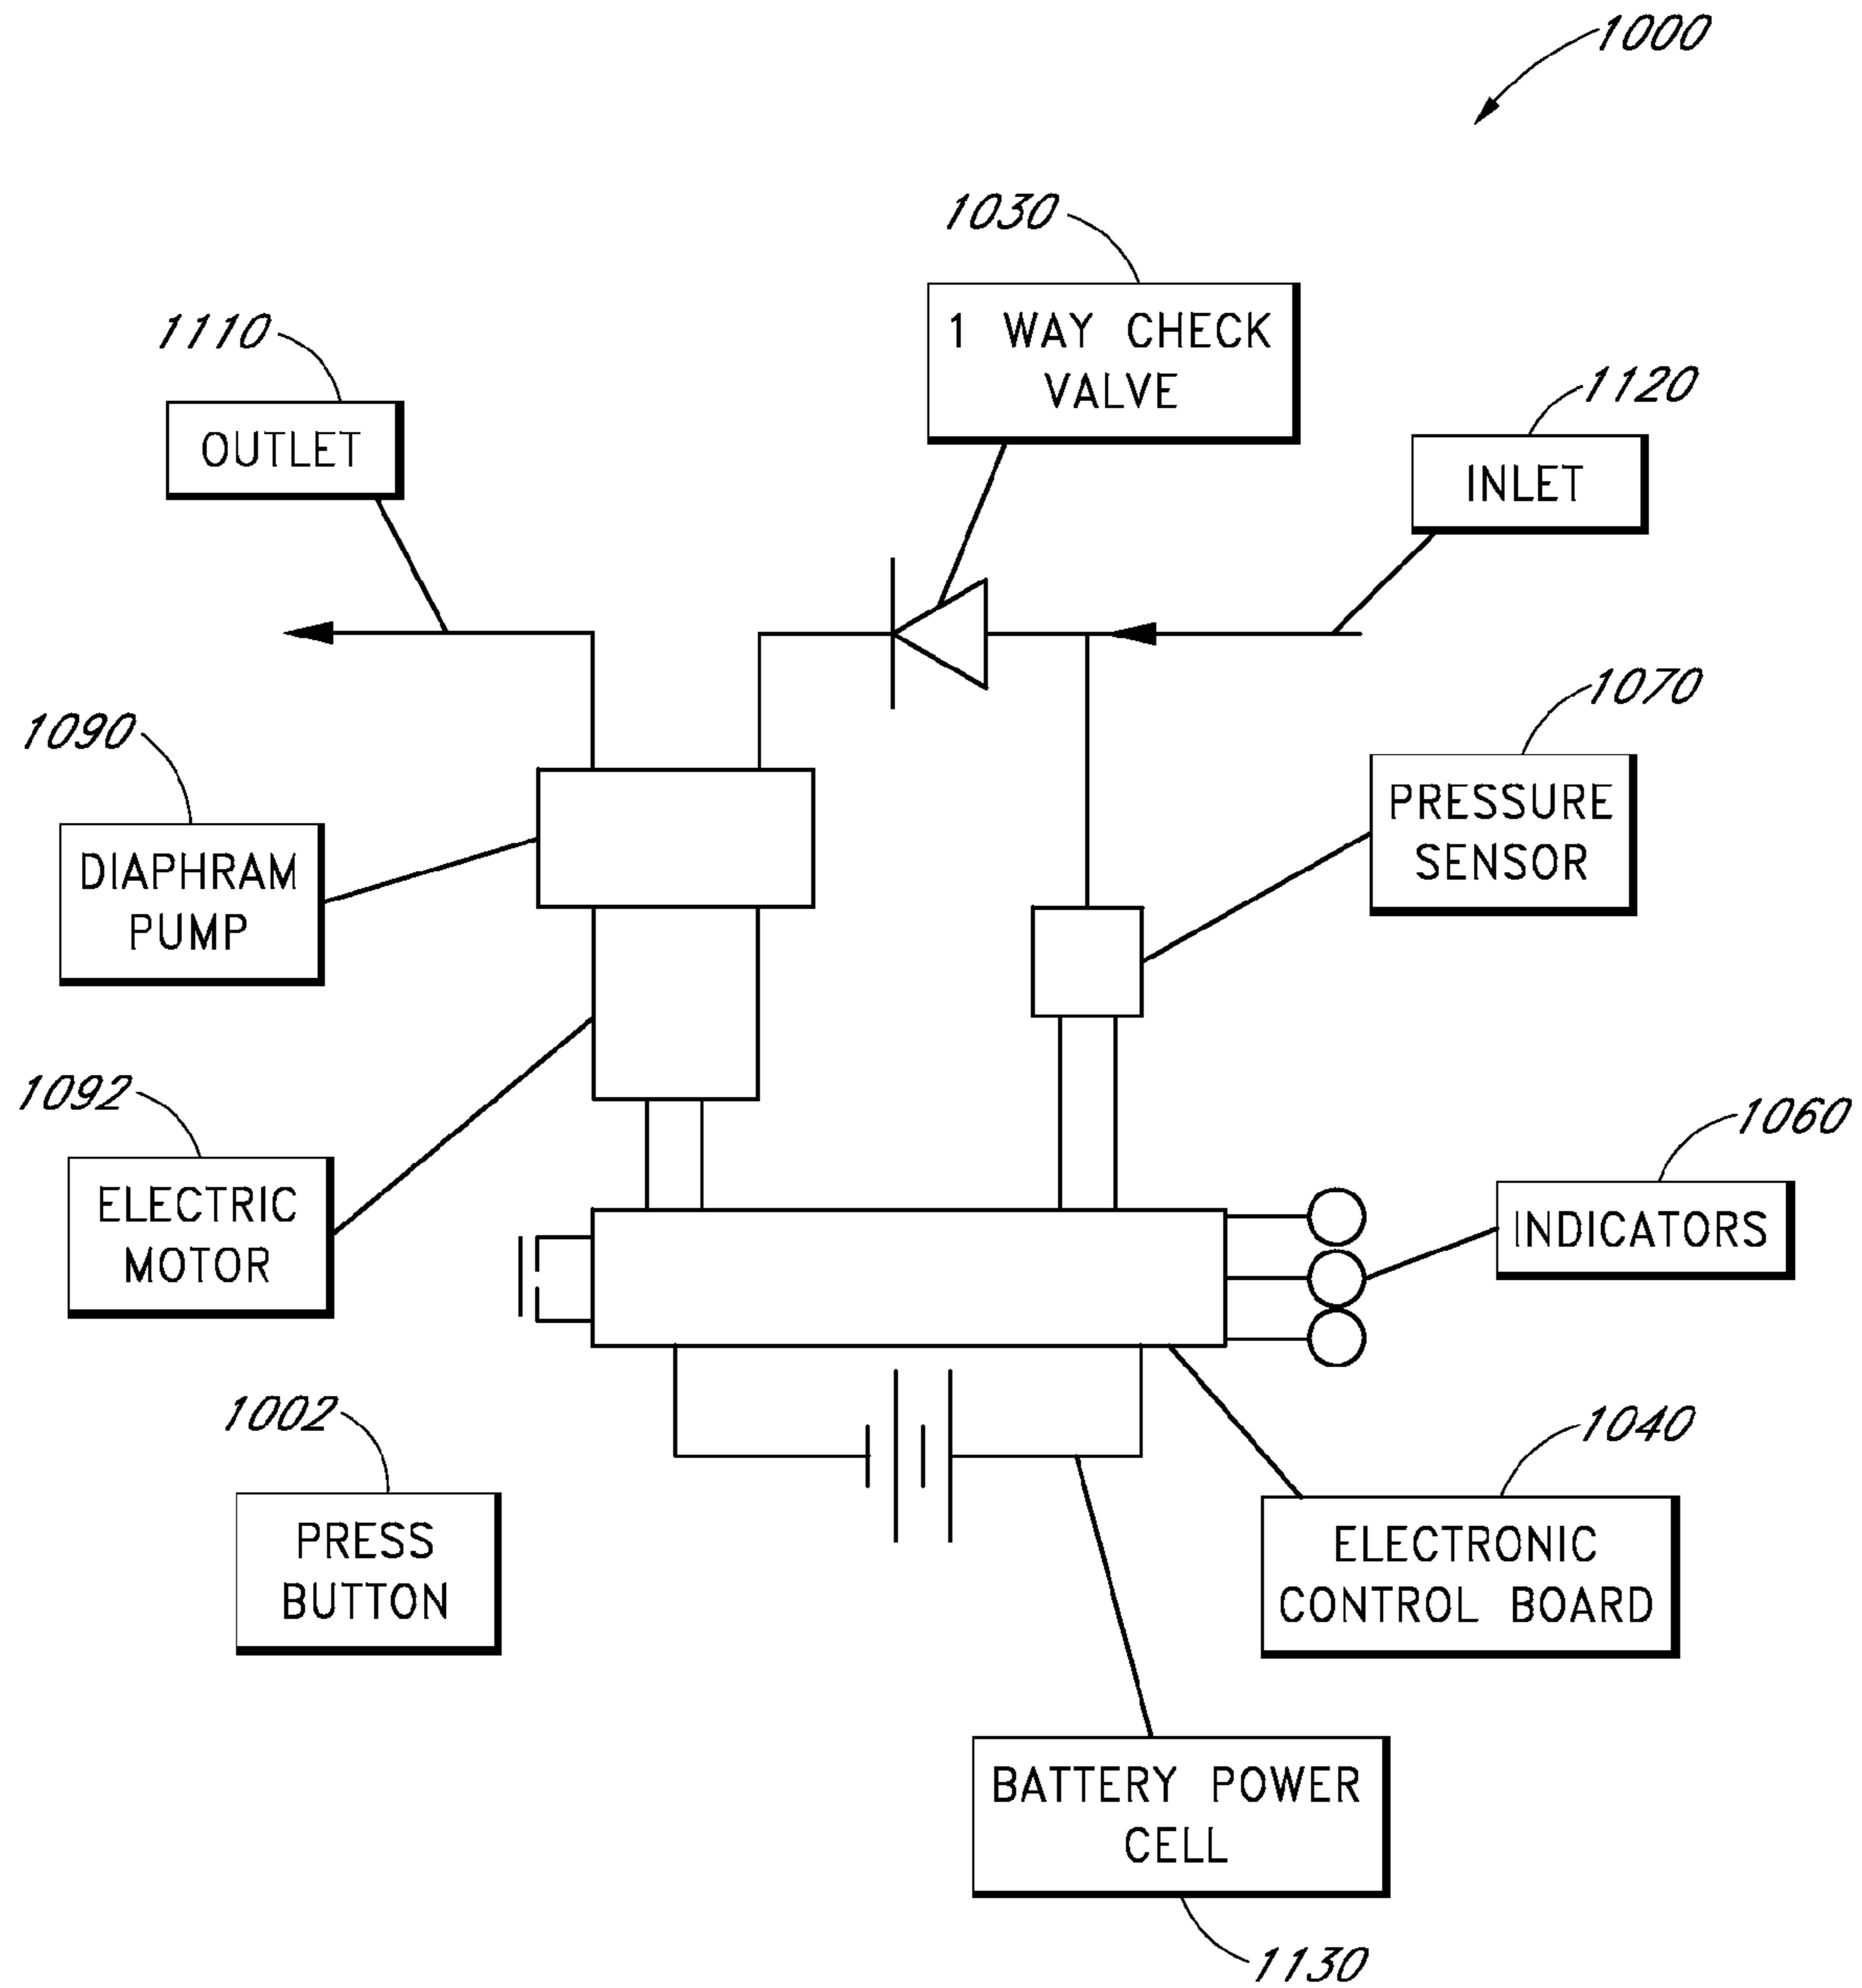 1000
1030
1 WAY CHECK
VALVE
1110
OUTLET
1120
INLET
1070
PRESSURE
SENSOR
1090
DIAPHRAM
PUMP
1092
ELECTRIC
MOTOR
1060
INDICATORS
1002
PRESS
BUTTON
1040
ELECTRONIC
CONTROL BOARD
BATTERY POWER
CELL
1130